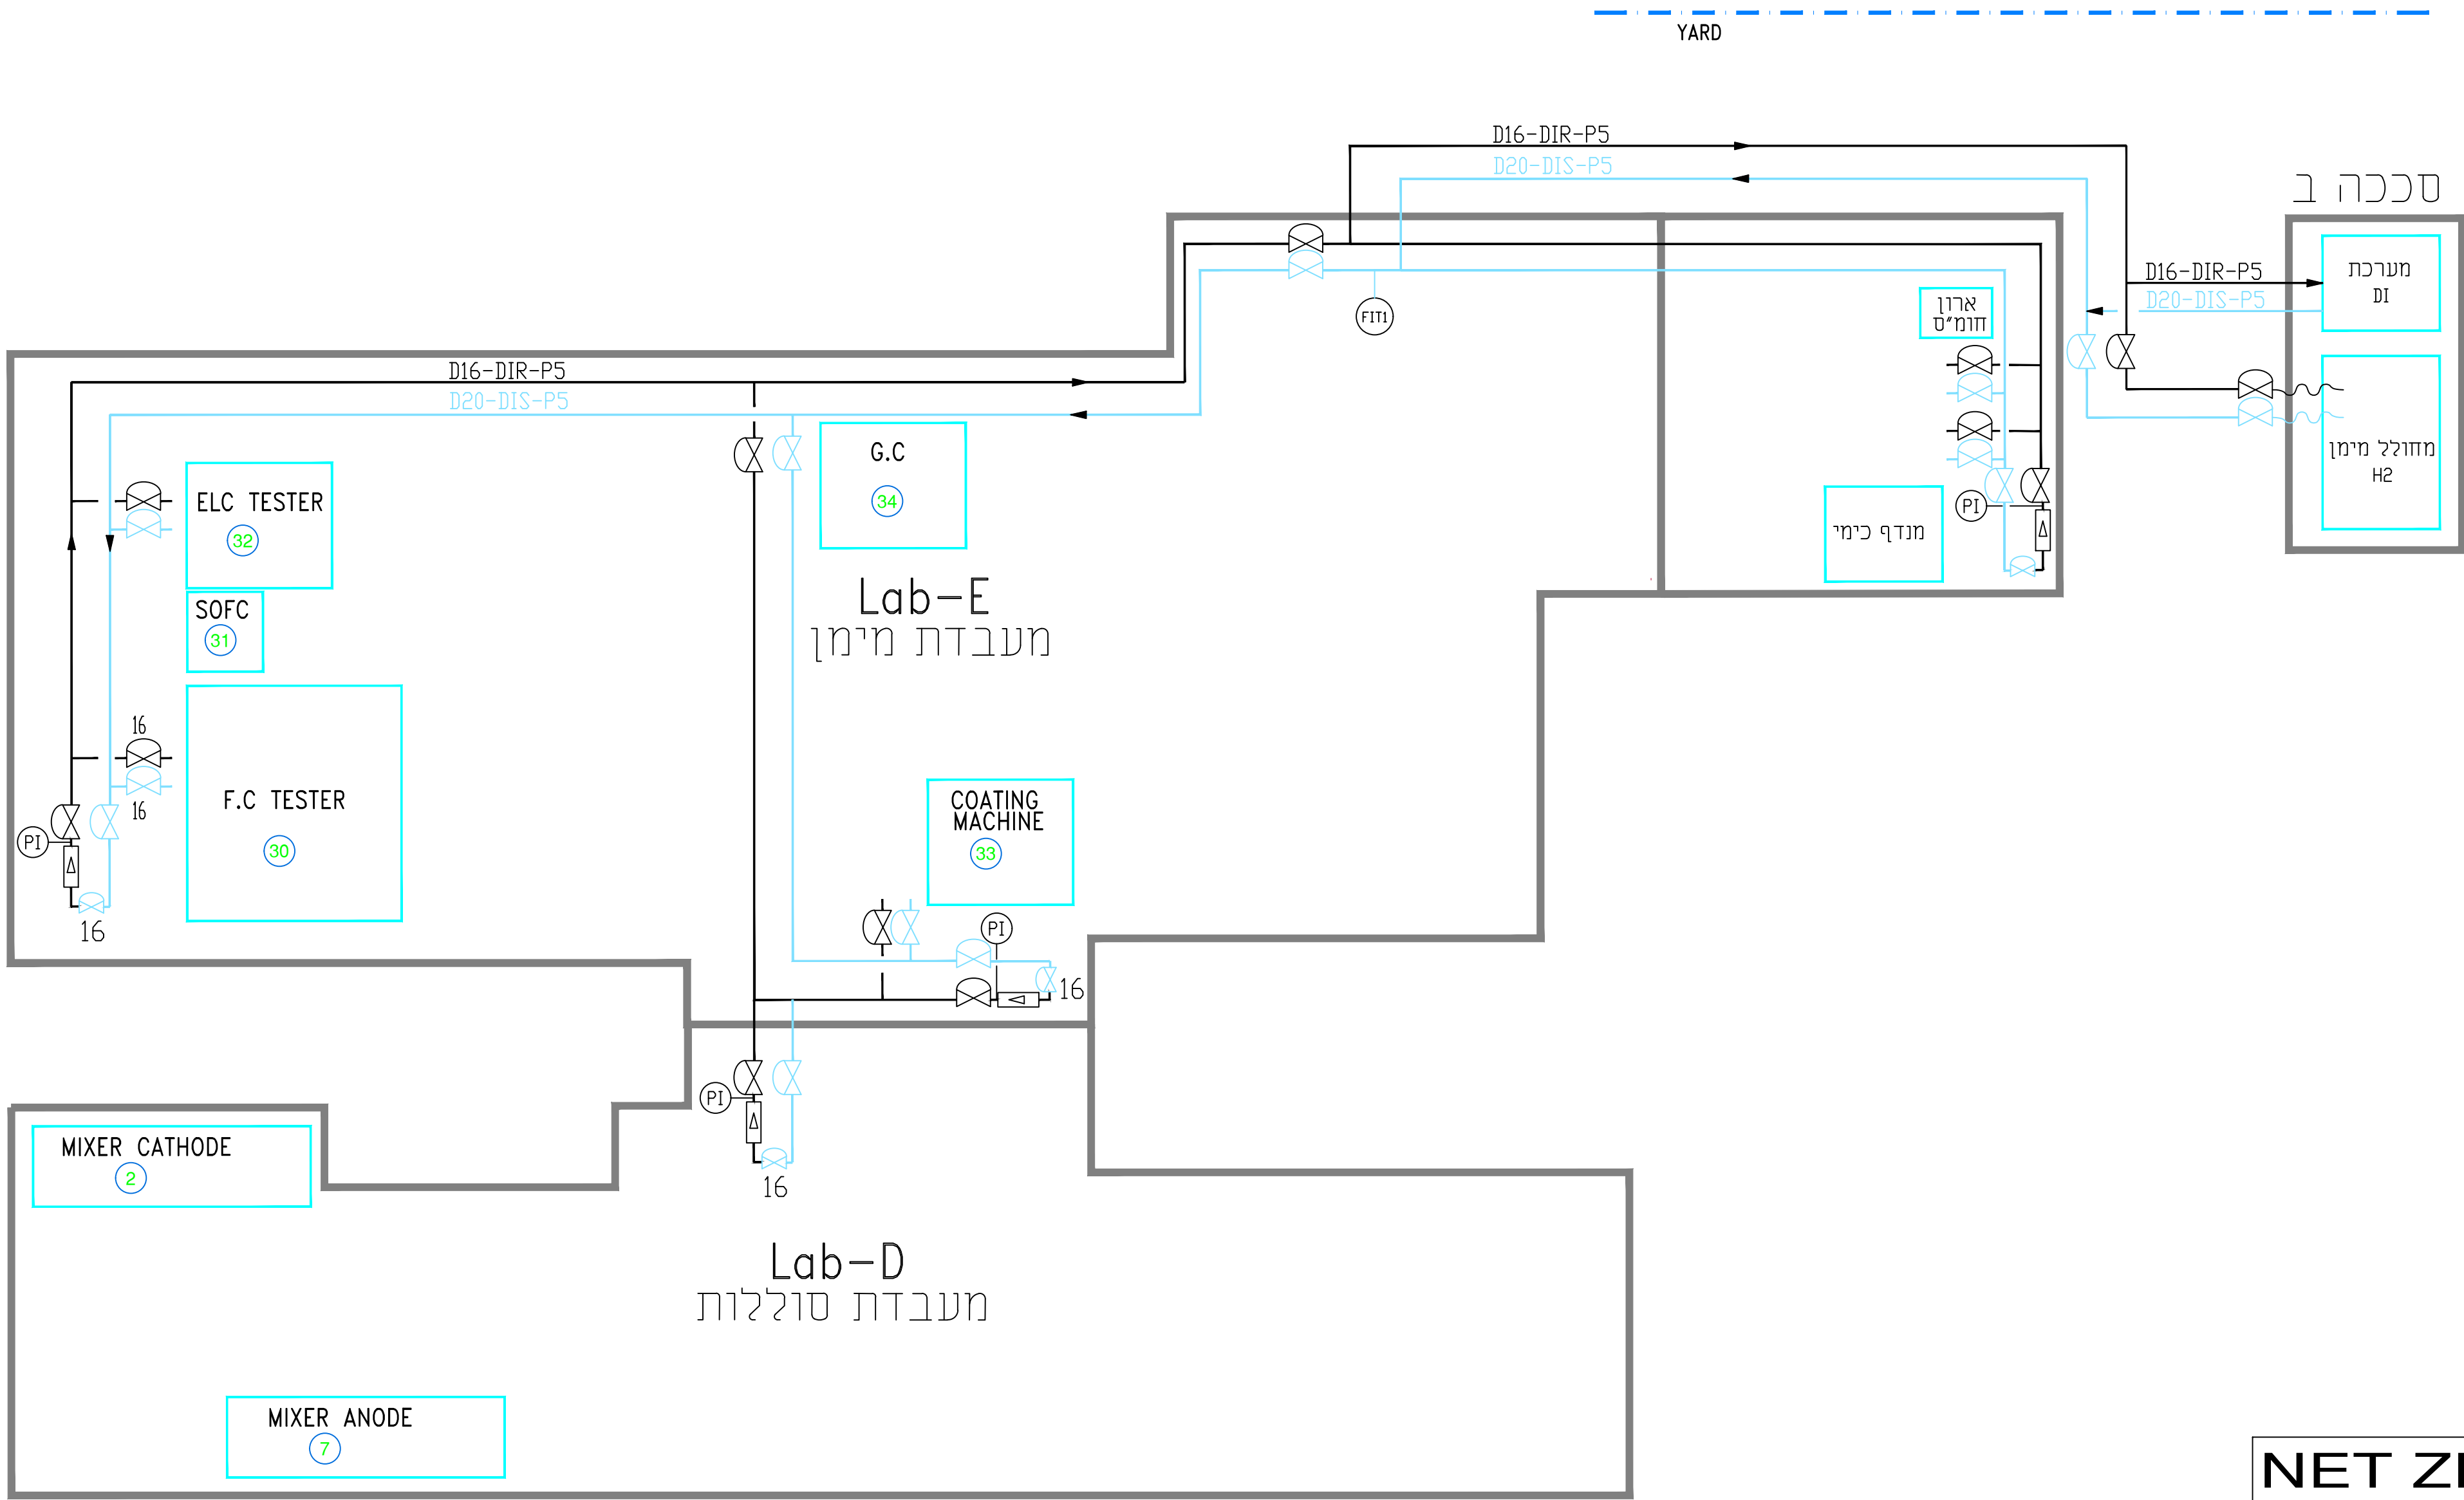 YARD
D16-DIR-P5
D20-DIS-P5
סככה ב
D16-DIR-P5
D20-DIS-P5
מערכת
DI
ארון
חומ"ס
FIT1
D16-DIR-P5
D20-DIS-P5
מחולל מימן
H2
G.C
34
ELC TESTER
32
PI
מנדף כימי
SOFC
31
Lab-E
מעבדת מימן
16
16
F.C TESTER
30
PI
16
COATING
MACHINE
33
PI
16
PI
16
MIXER CATHODE
2
Lab-D
מעבדת סוללות
MIXER ANODE
7
NET